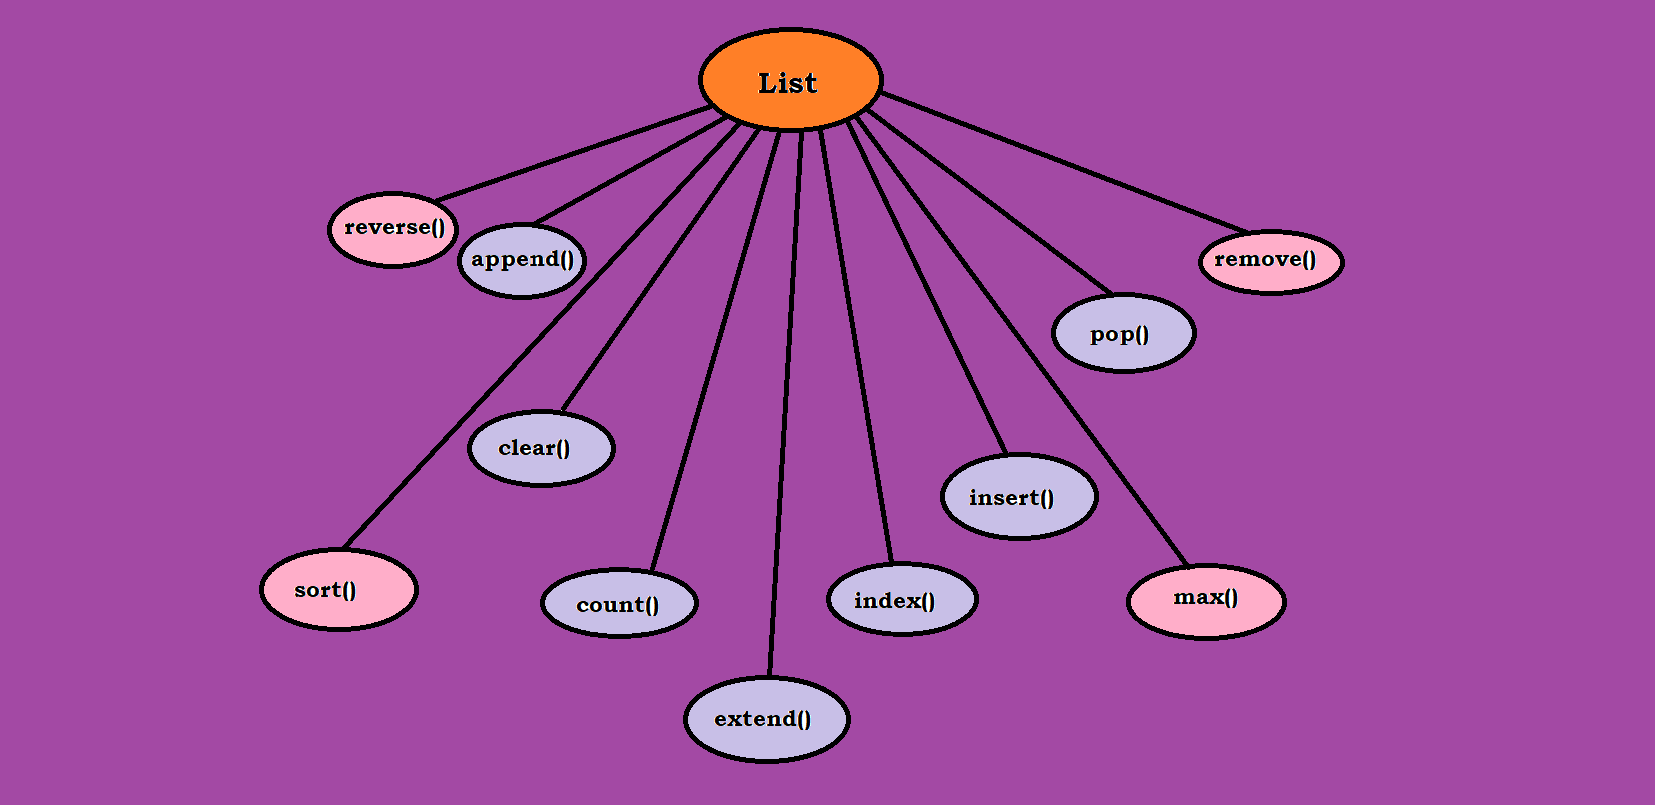 List
reverse()
append()
remove()
pop()
clear()
insert()
sort()
count()
index()
max()
extend()